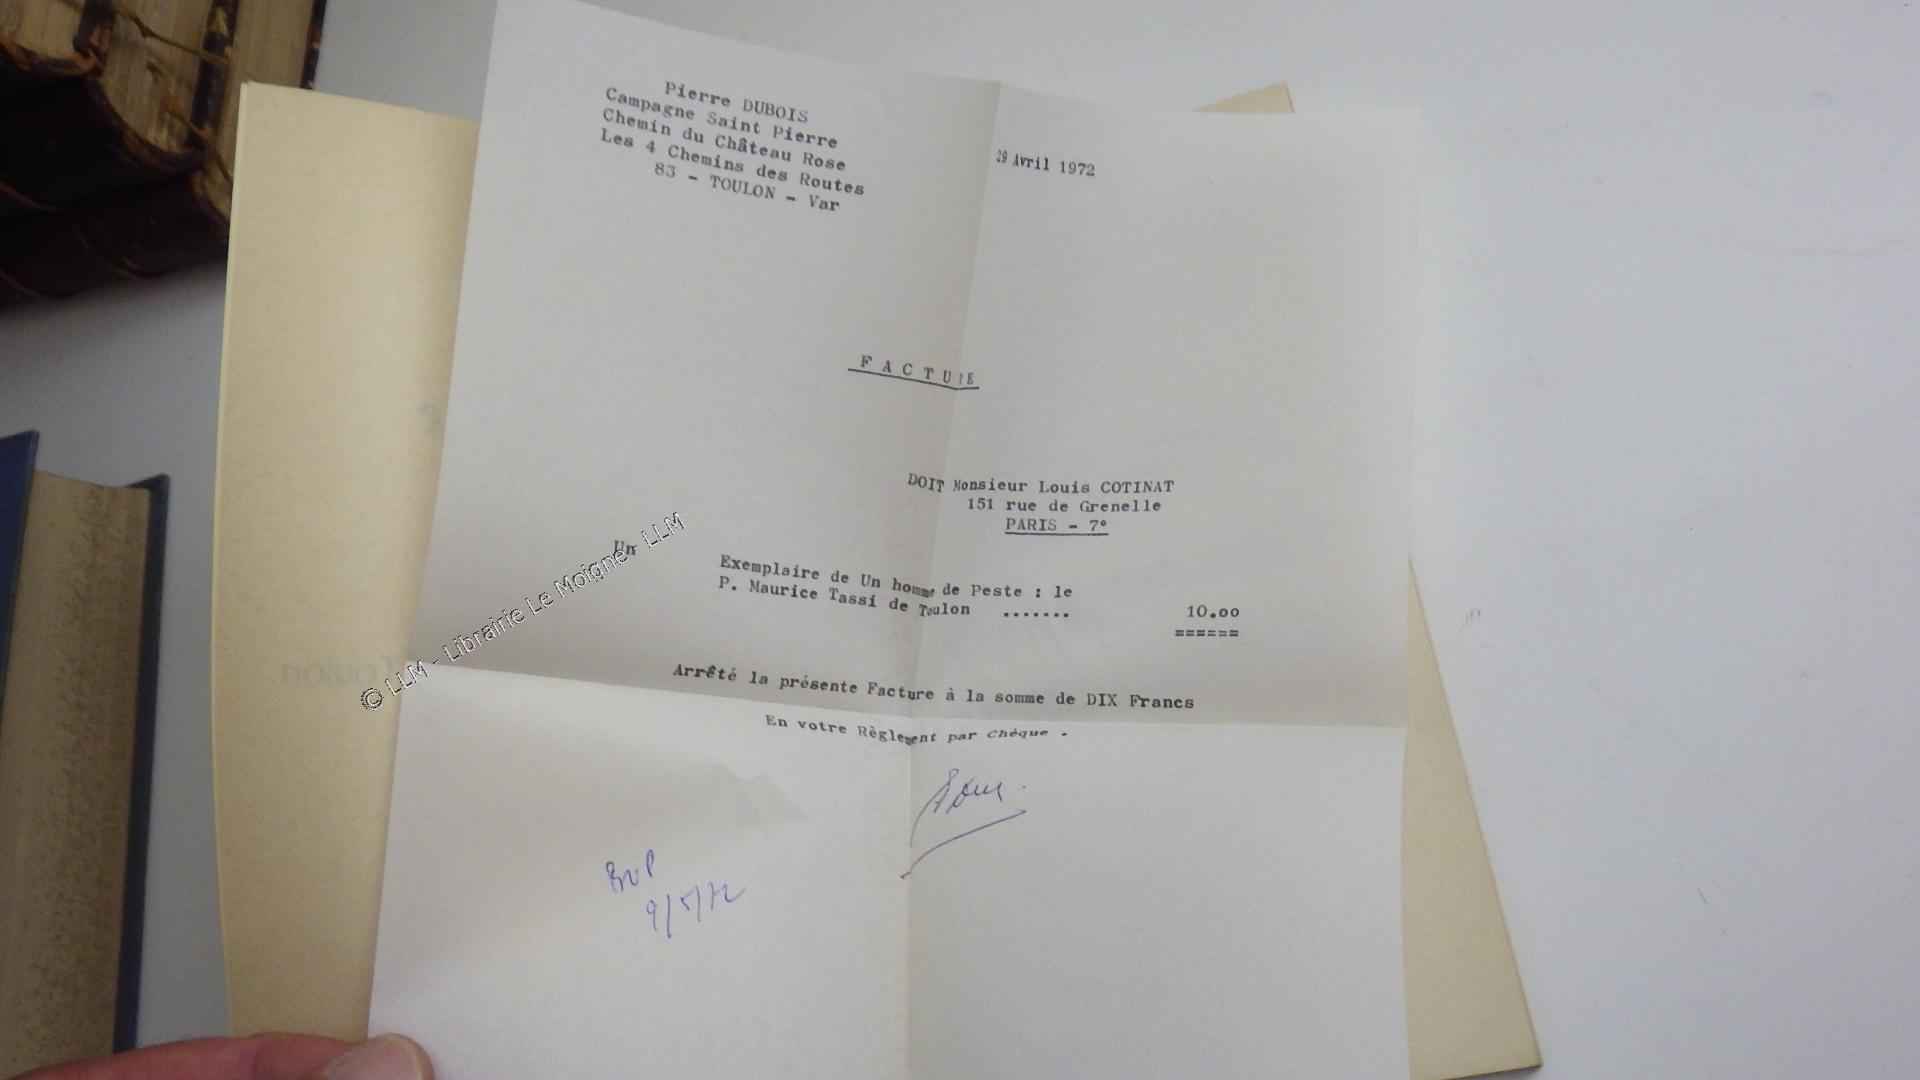 Pierre DUBOIS
Campagne Saint Pierre
Chemin du Château Rose
Les 4 Chemins des Routes
83 - TOULON - Var
29 Avril 1972
F A C T U R E
DOIT Monsieur Louis COTINAT
151 rue de Grenelle
PARIS - 7°
Un
Exemplaire de Un homme de Peste : le
P. Maurice Tassi de Toulon ....... 10.00
======
Arrêté la présente Facture à la somme de DIX Francs
En votre Règlement par Chèque -
9/5/72
© LLM - Librairie Le Moigne - LLM
Toulon